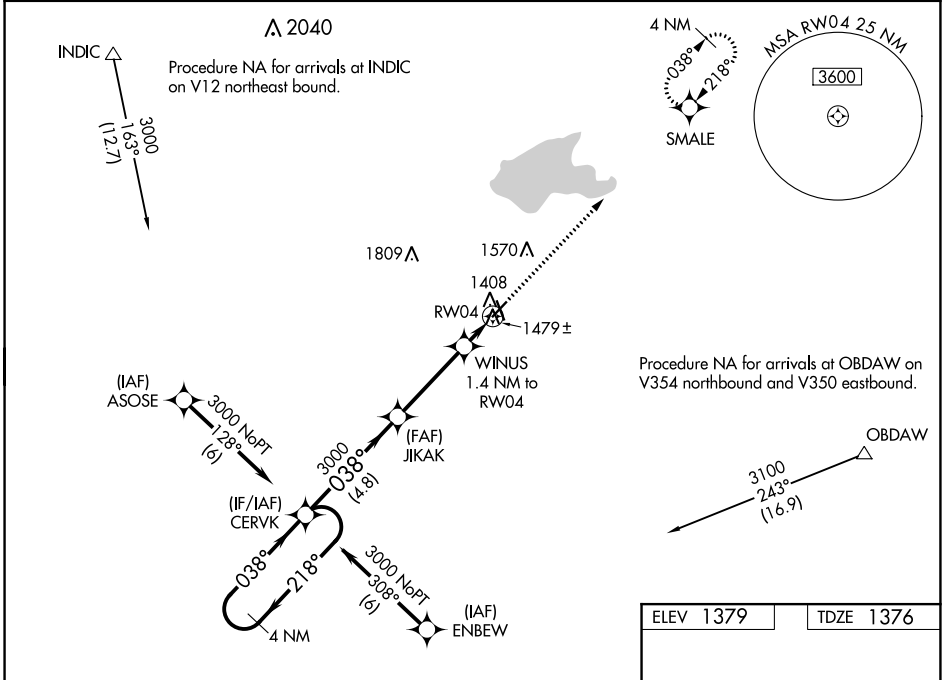 2040
INDIC
Procedure NA for arrivals at INDIC
on V12 northeast bound.
3000
163°
(12.7)
4 NM
038°
218°
SMALE
MSA RW04 25 NM
3600
1809
1570
1408
RW04
1479±
WINUS
1.4 NM to
RW04
Procedure NA for arrivals at OBDAW on
V354 northbound and V350 eastbound.
(IAF)
ASOSE
3000 NoPT
128°
(6)
(FAF)
JIKAK
OBDAW
3100
243°
(16.9)
3000
038°
(4.8)
(IF/IAF)
CERVK
038°
218°
4 NM
3000 NoPT
308°
(6)
(IAF)
ENBEW
ELEV 1379
TDZE 1376